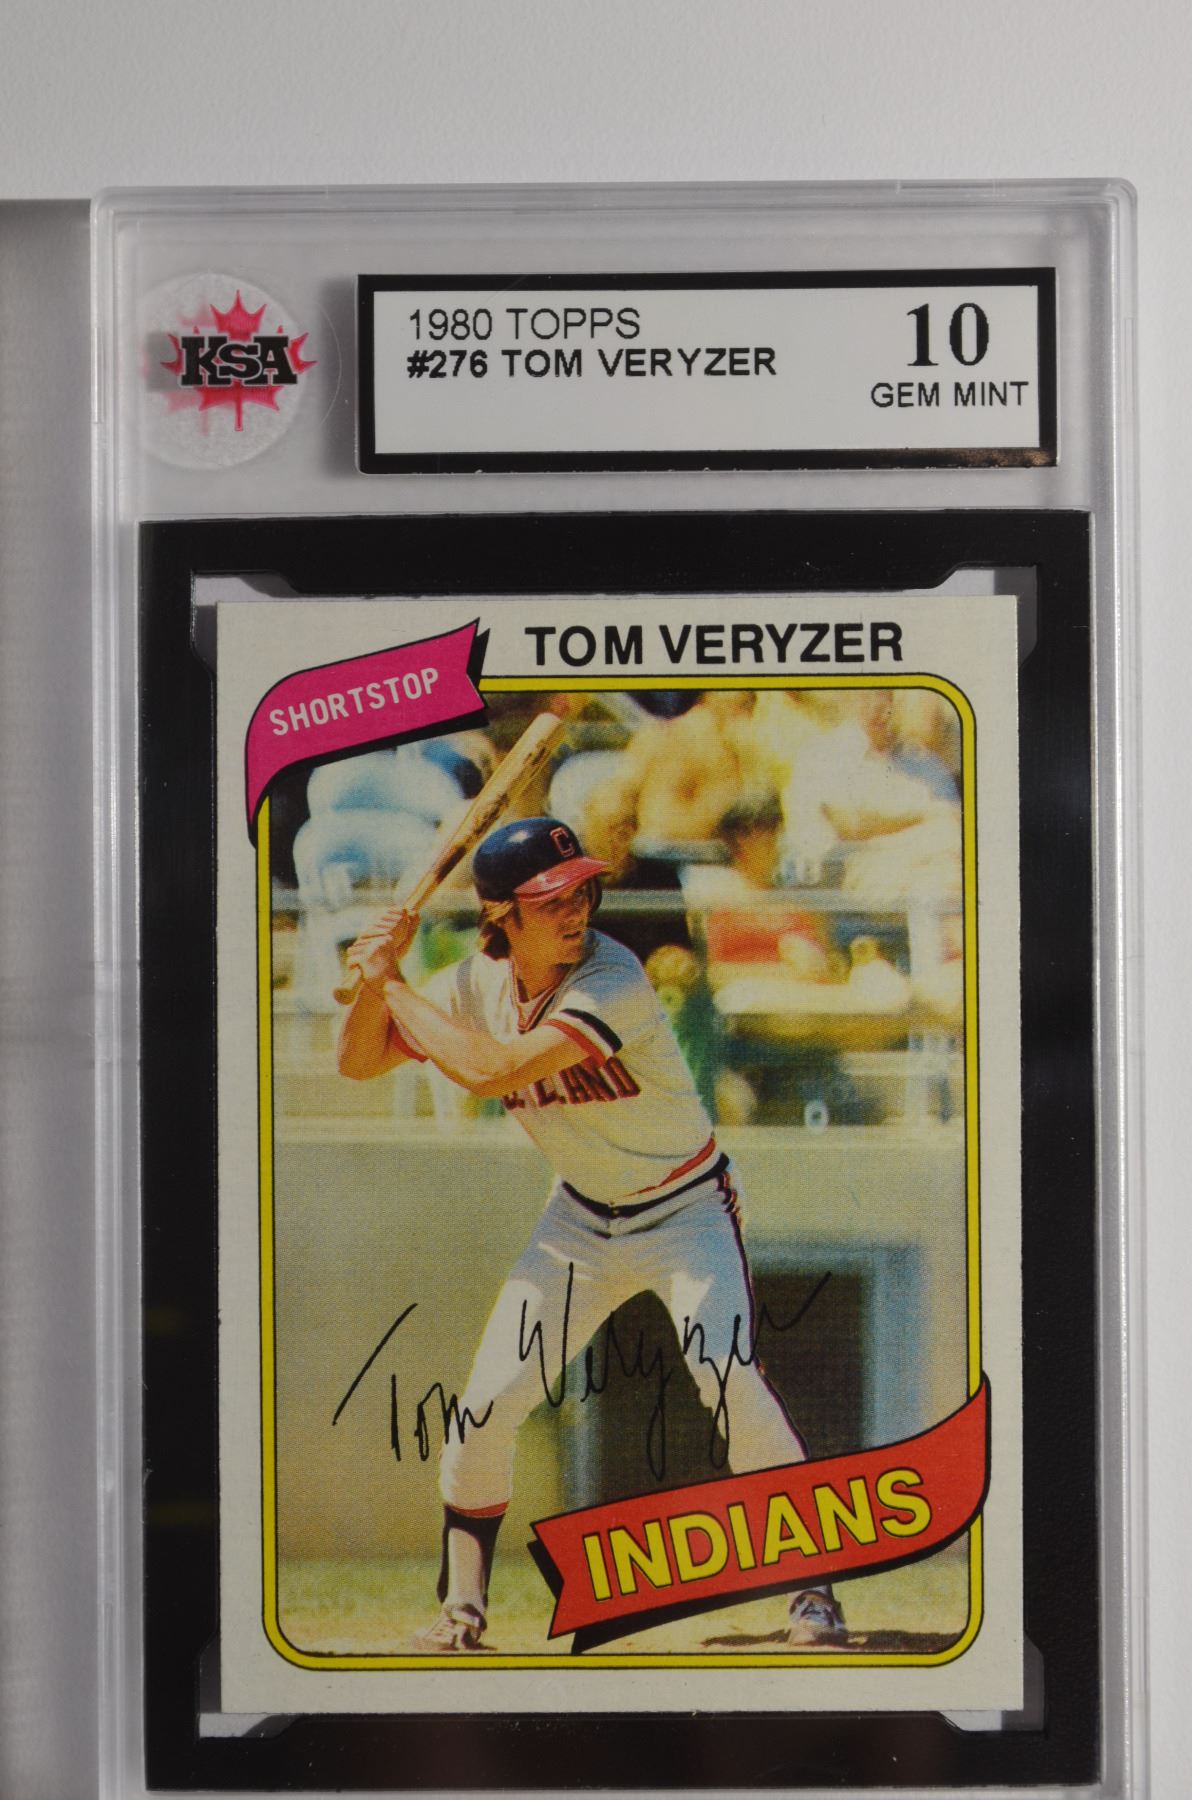 KSA
1980 TOPPS
#276 TOM VERYZER
10
GEM MINT
TOM VERYZER
SHORTSTOP
C
Tom Veryzer
INDIANS